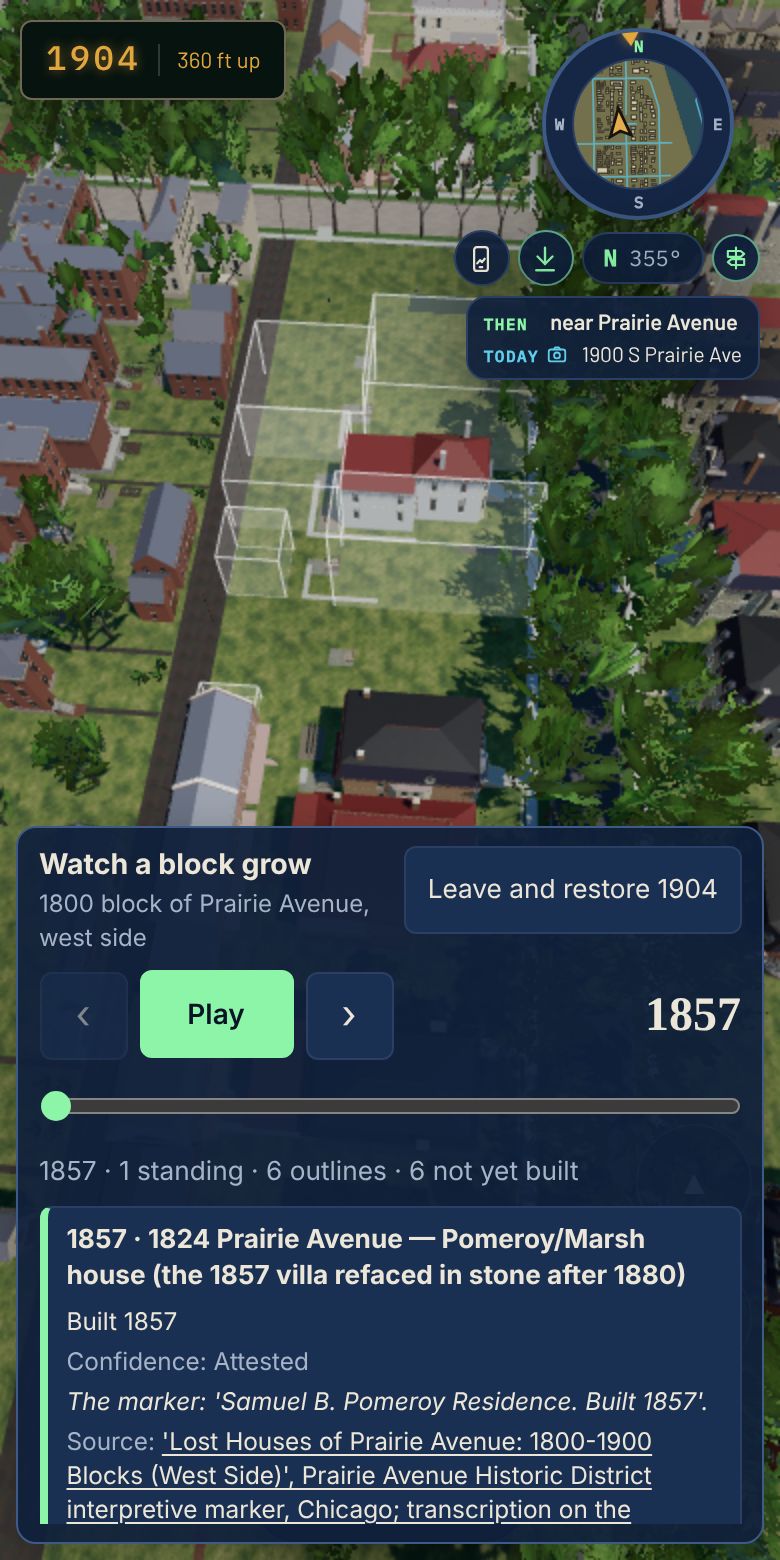 1904 360 ft up
N
W E
S
N 355°
THEN near Prairie Avenue
TODAY 1900 S Prairie Ave
Watch a block grow
1800 block of Prairie Avenue,
west side
Leave and restore 1904
‹ Play › 1857
1857 · 1 standing · 6 outlines · 6 not yet built
1857 · 1824 Prairie Avenue — Pomeroy/Marsh
house (the 1857 villa refaced in stone after 1880)
Built 1857
Confidence: Attested
The marker: 'Samuel B. Pomeroy Residence. Built 1857'.
Source: 'Lost Houses of Prairie Avenue: 1800-1900
Blocks (West Side)', Prairie Avenue Historic District
interpretive marker, Chicago; transcription on the